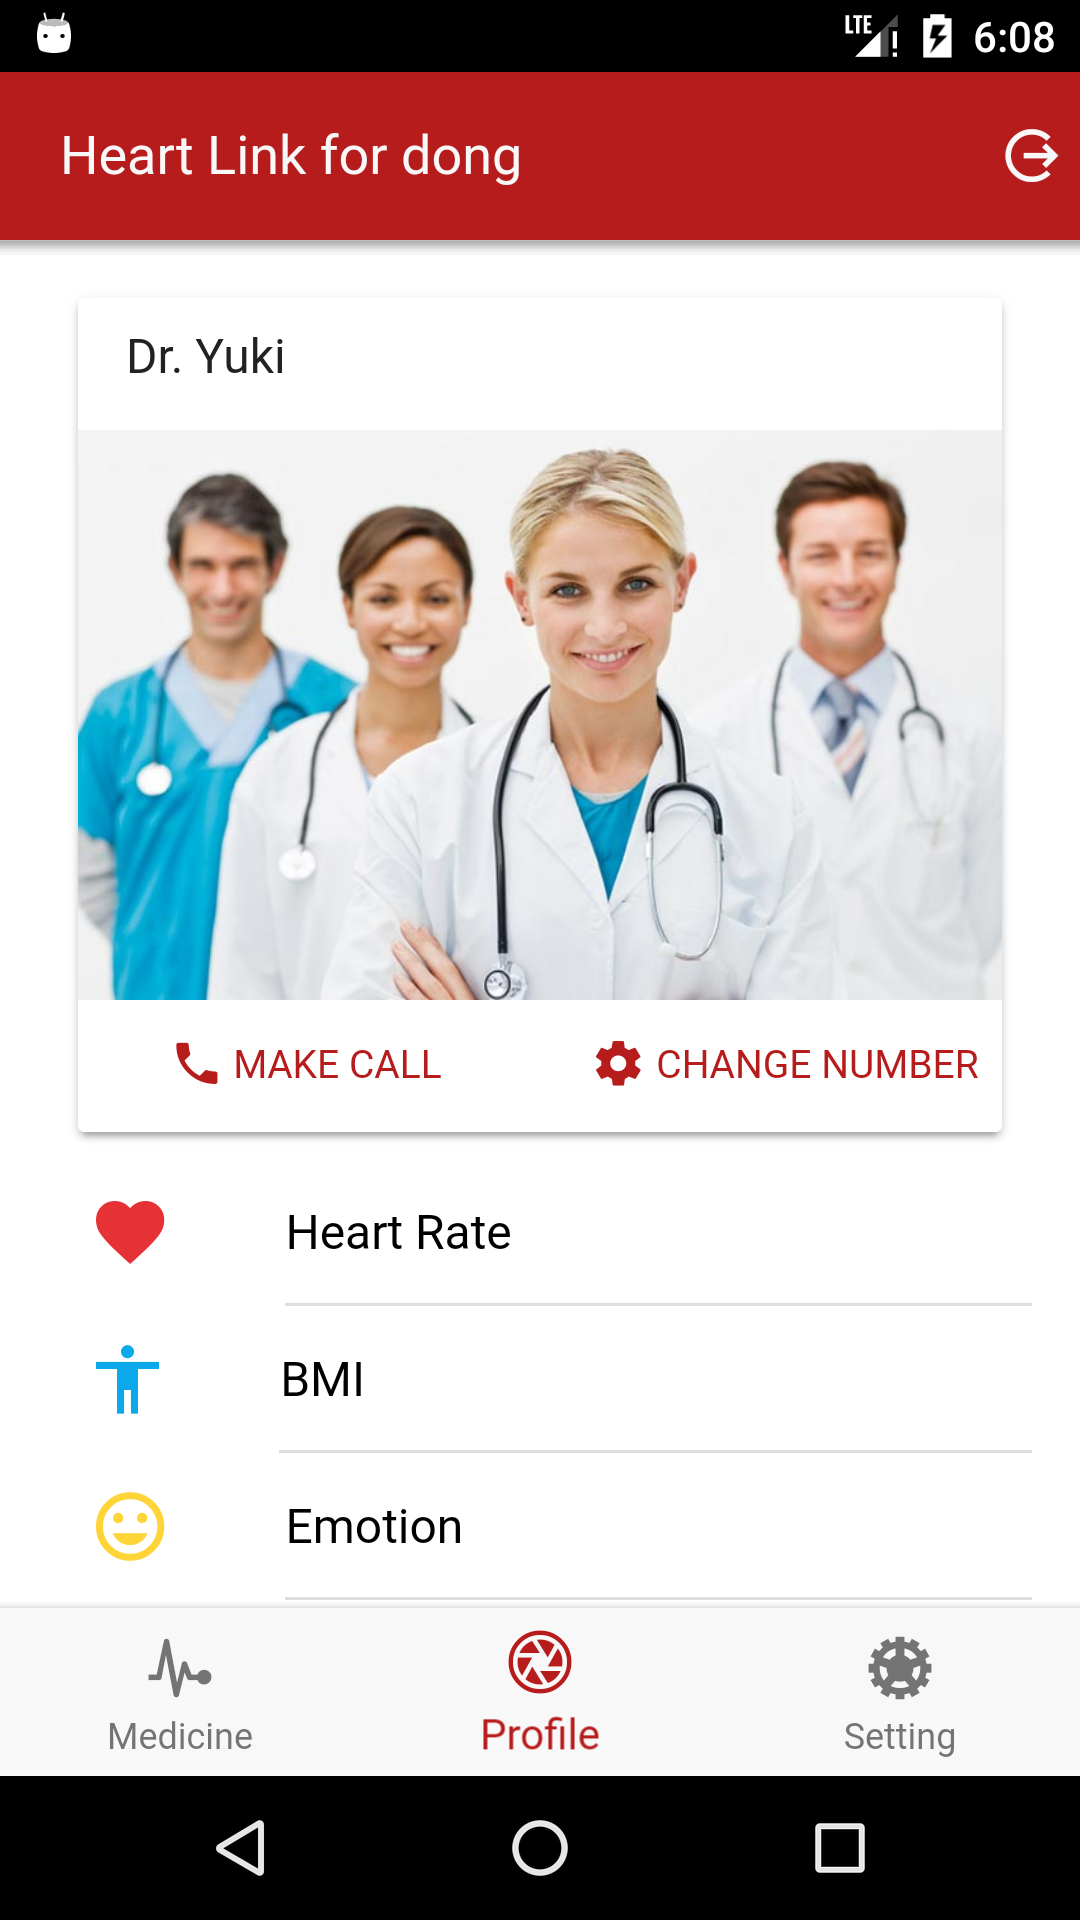 LTE 6:08
Heart Link for dong
Dr. Yuki
MAKE CALL CHANGE NUMBER
Heart Rate
BMI
Emotion
Medicine Profile Setting